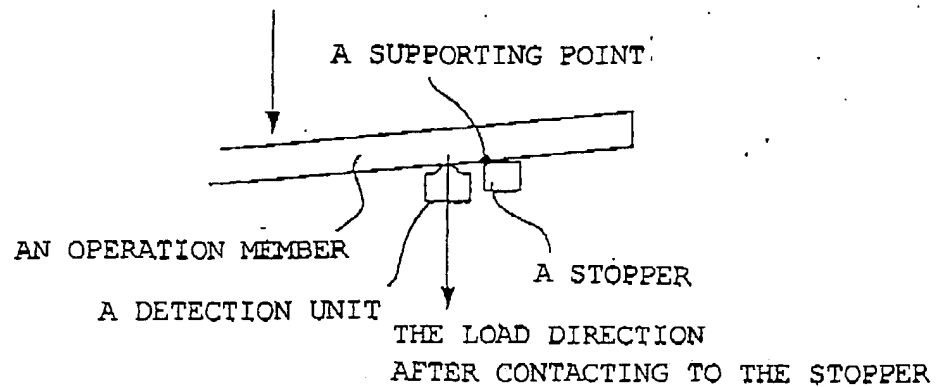 A SUPPORTING POINT
AN OPERATION MEMBER
A STOPPER
A DETECTION UNIT
THE LOAD DIRECTION
AFTER CONTACTING TO THE STOPPER